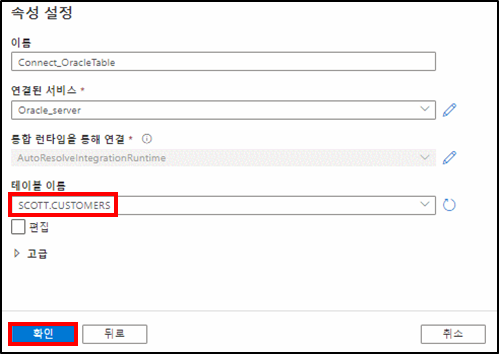 속성 설정
이름
Connect_OracleTable
연결된 서비스 *
Oracle_server
통합 런타임을 통해 연결 *
AutoResolveIntegrationRuntime
테이블 이름
SCOTT.CUSTOMERS
편집
고급
확인 뒤로 취소